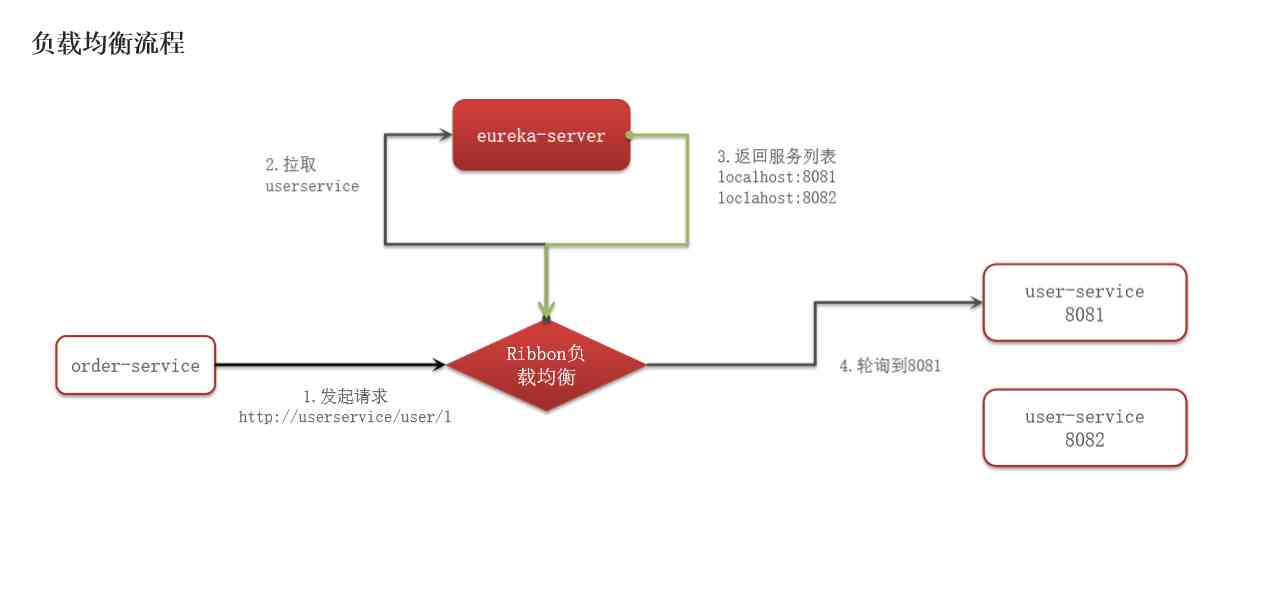 负载均衡流程
eureka-server
2.拉取
userservice
3.返回服务列表
localhost:8081
loclahost:8082
user-service
8081
order-service
Ribbon负
载均衡
4.轮询到8081
1.发起请求
http://userservice/user/1
user-service
8082